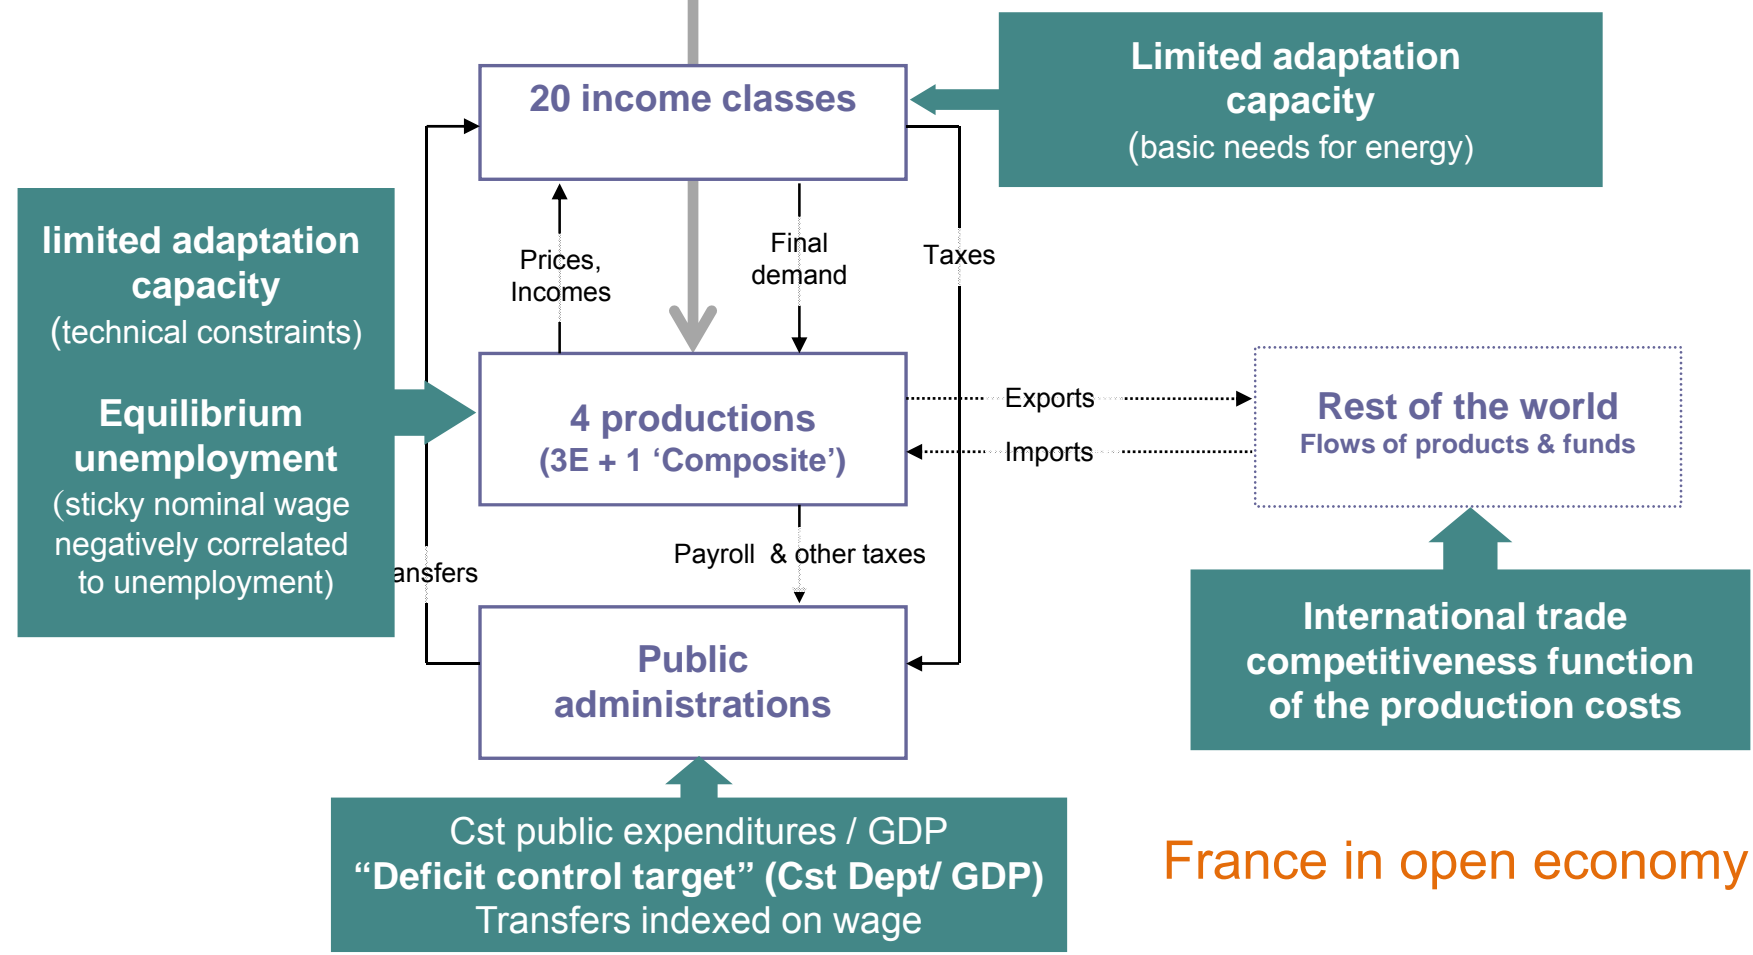 Limited adaptation
capacity
(basic needs for energy)
20 income classes
limited adaptation
capacity
(technical constraints)
Equilibrium
unemployment
(sticky nominal wage
negatively correlated
to unemployment)
Prices,
Incomes
Final
demand
Taxes
4 productions
(3E + 1 ‘Composite’)
Exports
Imports
Rest of the world
Flows of products & funds
ansfers
Payroll & other taxes
Public
administrations
International trade
competitiveness function
of the production costs
Cst public expenditures / GDP
“Deficit control target” (Cst Dept/ GDP)
Transfers indexed on wage
France in open economy